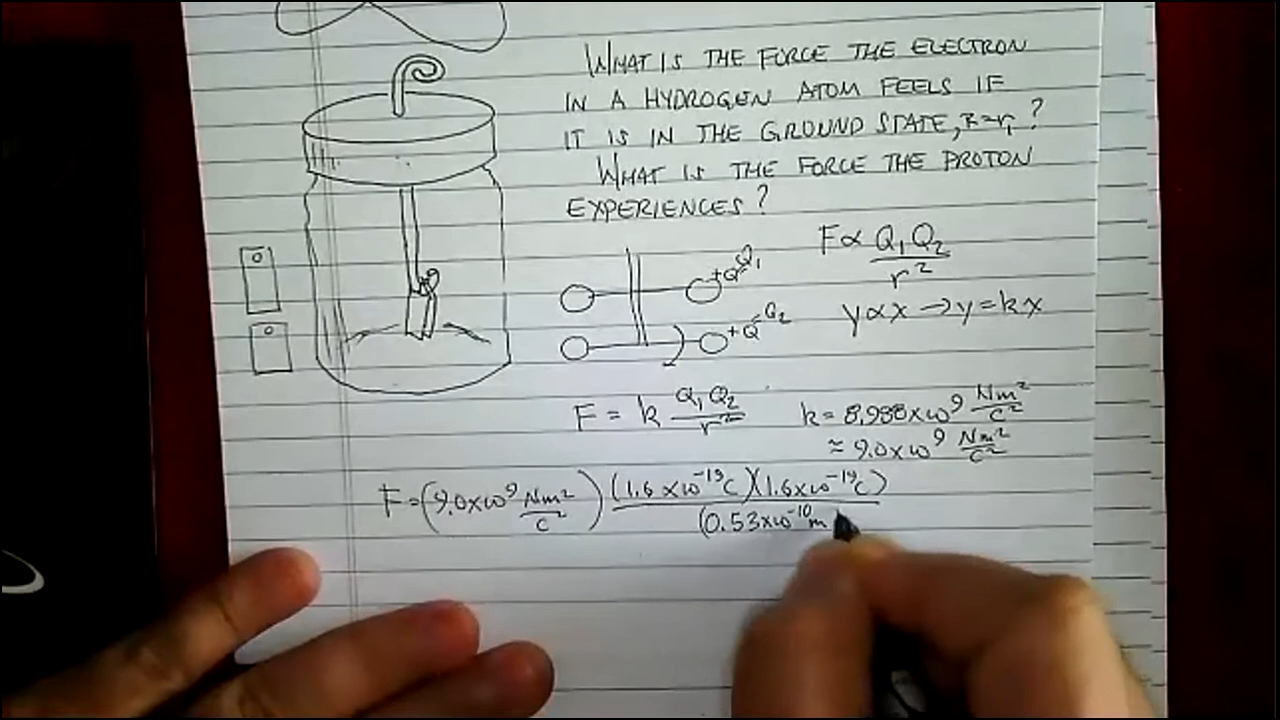 WHAT IS THE FORCE THE ELECTRON
IN A HYDROGEN ATOM FEELS IF
IT IS IN THE GROUND STATE, R=r₁ ?
WHAT IS THE FORCE THE PROTON
EXPERIENCES?
F∝ Q₁Q₂/r²
+Q=Q₁
+Q=Q₂
y∝x → y=kx
F = k Q₁Q₂/r²
k = 8.988×10⁹ Nm²/C²
≈ 9.0×10⁹ Nm²/C²
F=(9.0×10⁹ Nm²/C²) (1.6×10⁻¹⁹C)(1.6×10⁻¹⁹C)/(0.53×10⁻¹⁰m